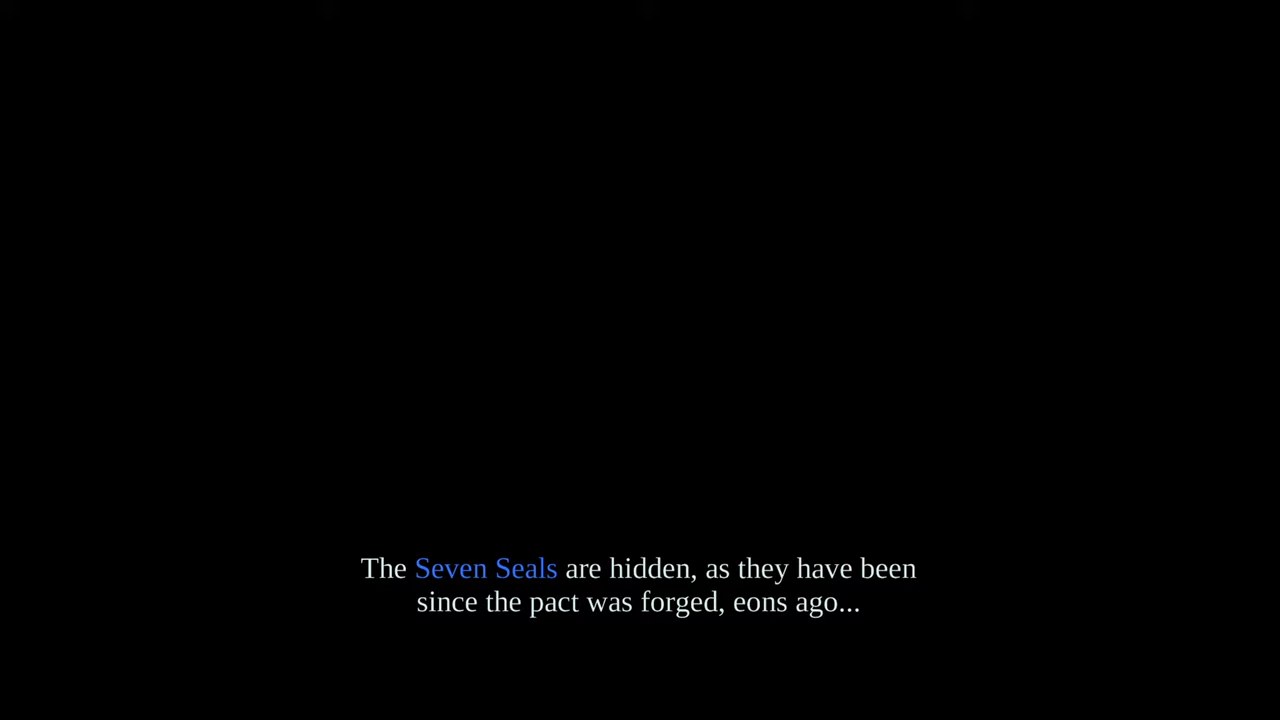 The Seven Seals are hidden, as they have been
since the pact was forged, eons ago...